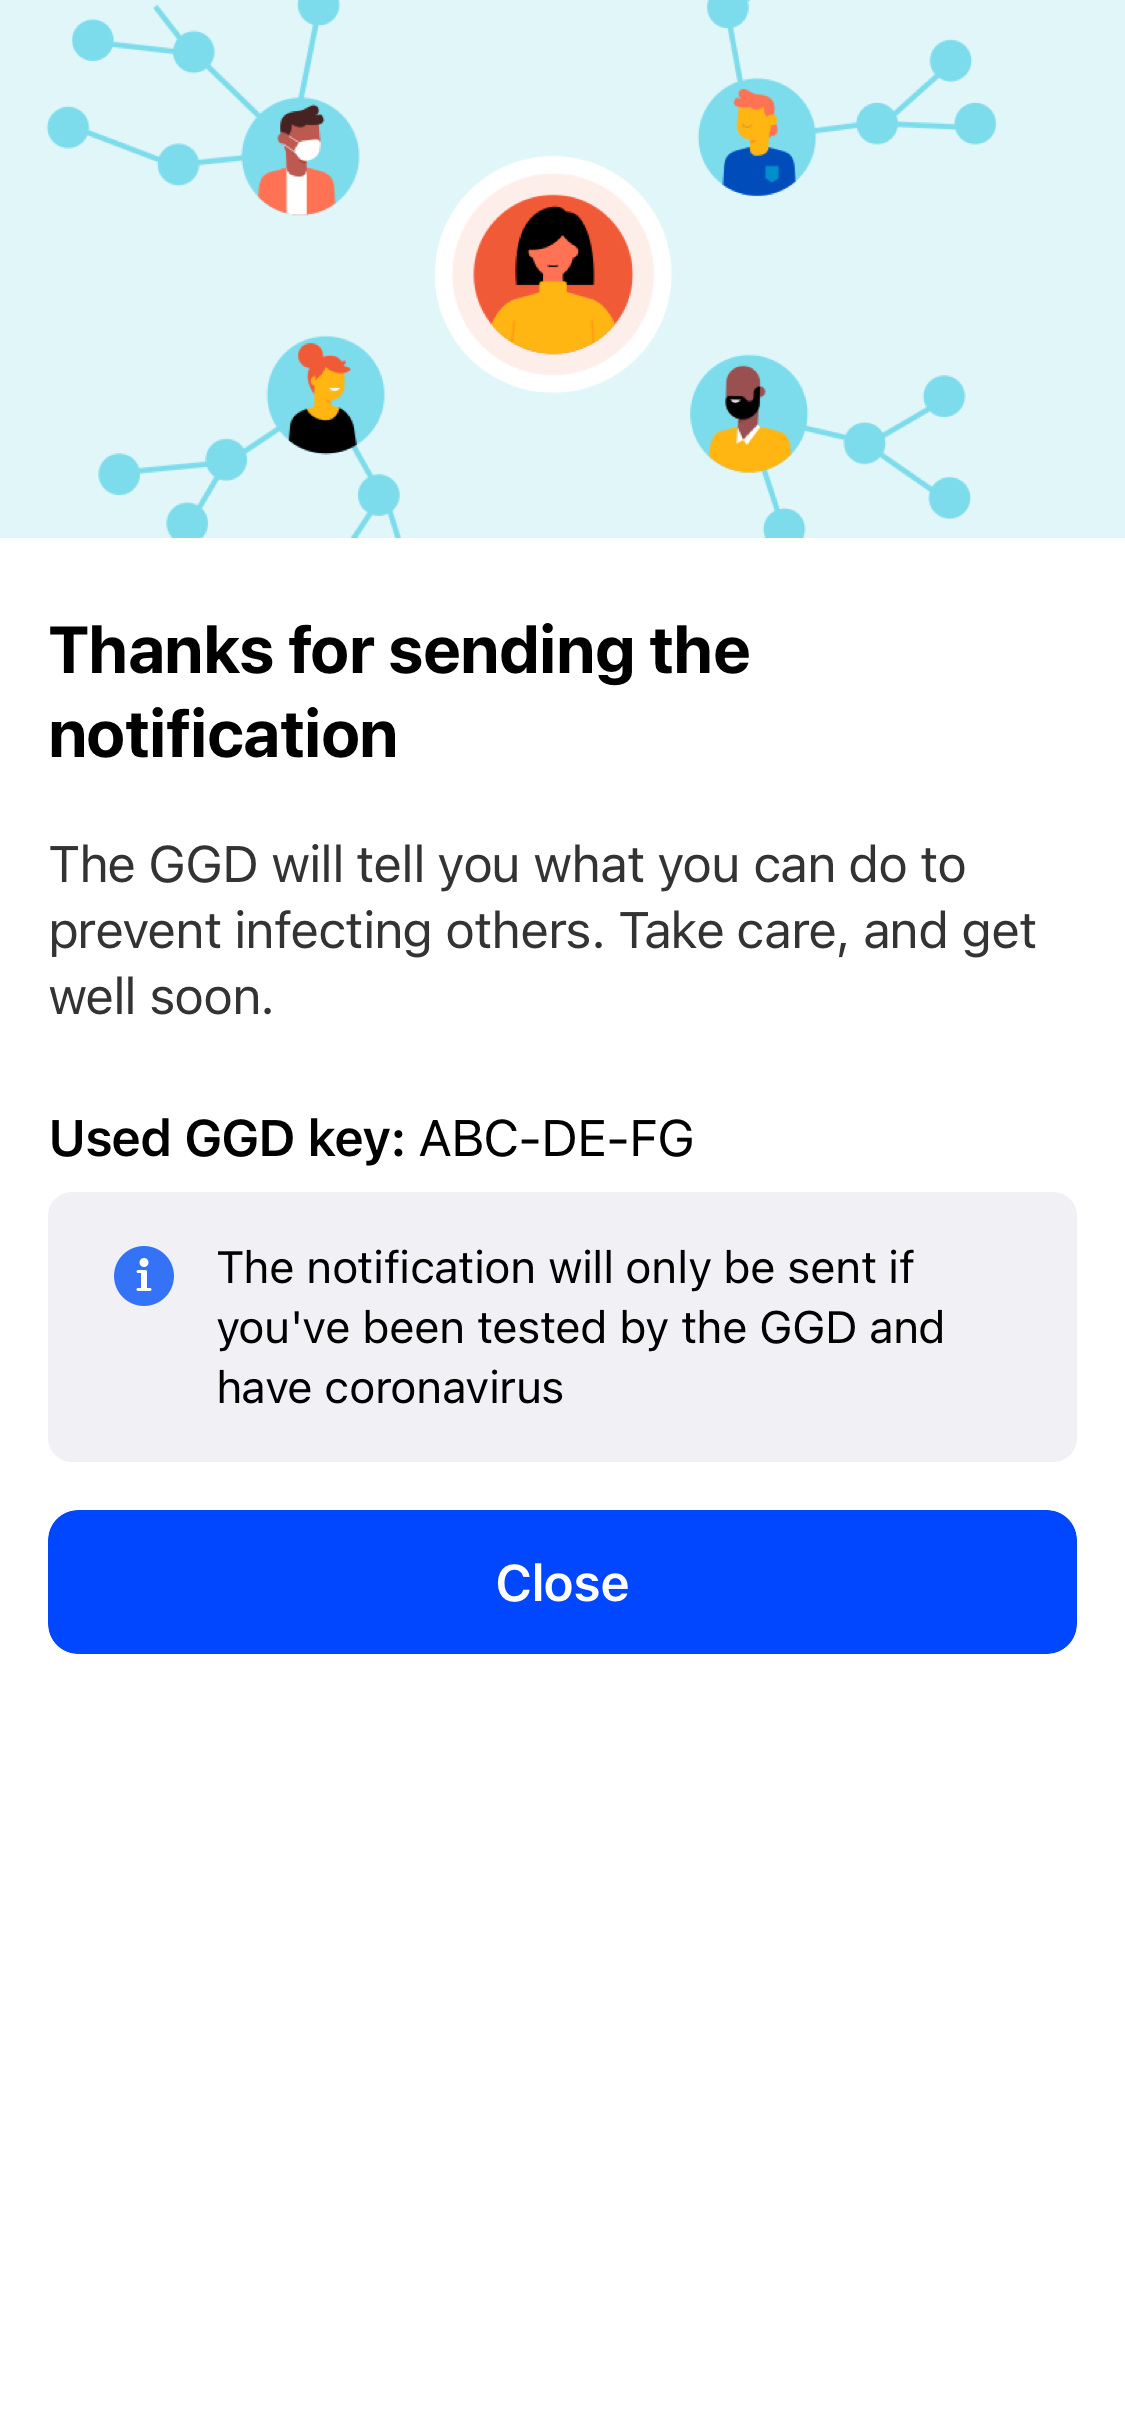 Thanks for sending the
notification
The GGD will tell you what you can do to
prevent infecting others. Take care, and get
well soon.
Used GGD key: ABC-DE-FG
The notification will only be sent if
you've been tested by the GGD and
have coronavirus
Close